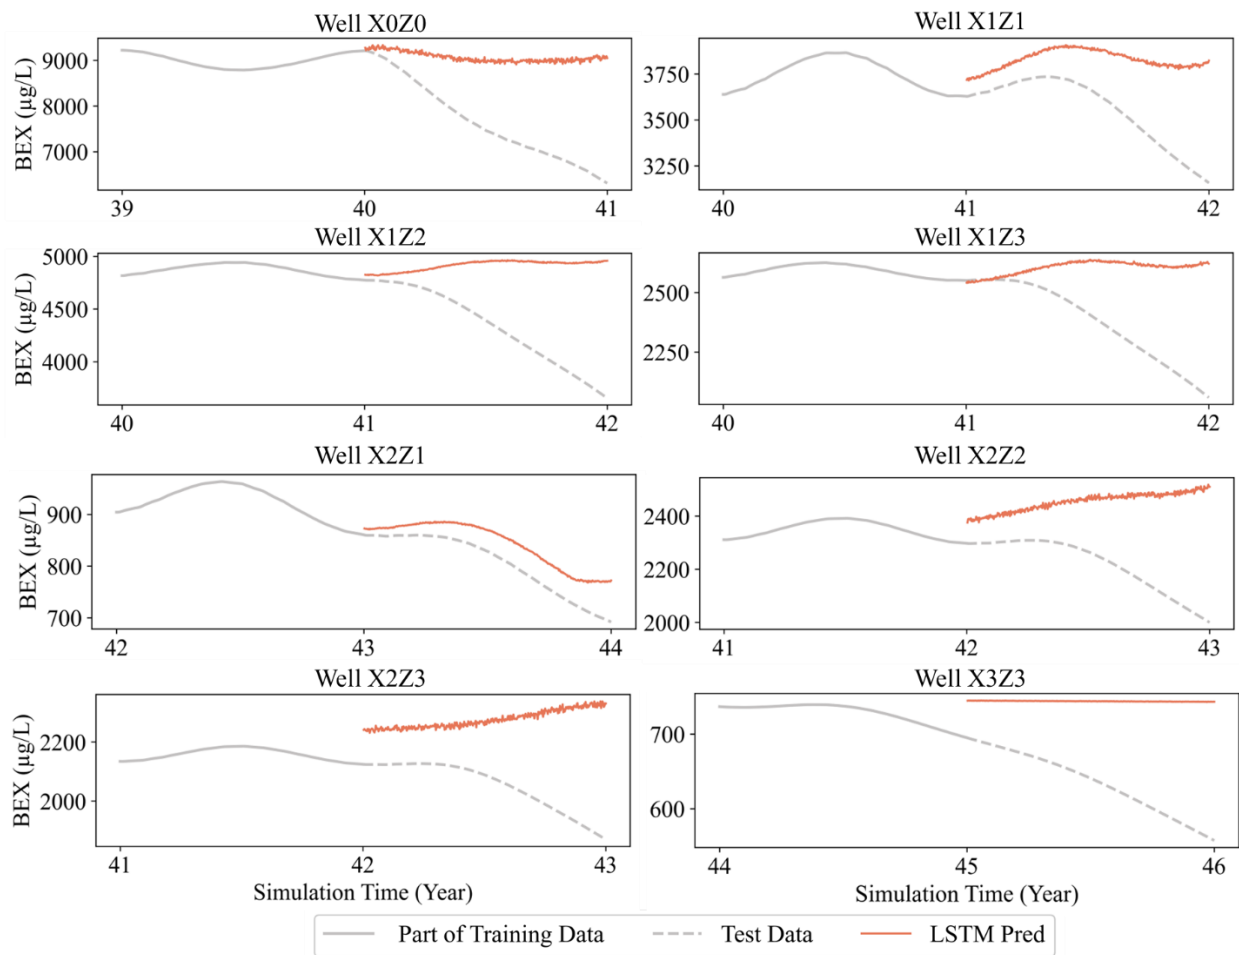 Well X0Z0
BEX (µg/L)
9000
8000
7000
39
40
41
Well X1Z1
3750
3500
3250
40
41
42
Well X1Z2
BEX (µg/L)
5000
4500
4000
40
41
42
Well X1Z3
2500
2250
40
41
42
Well X2Z1
BEX (µg/L)
900
800
700
42
43
44
Well X2Z2
2400
2200
2000
41
42
43
Well X2Z3
BEX (µg/L)
2200
2000
41
42
43
Simulation Time (Year)
Well X3Z3
700
600
44
45
46
Simulation Time (Year)
Part of Training Data
Test Data
LSTM Pred